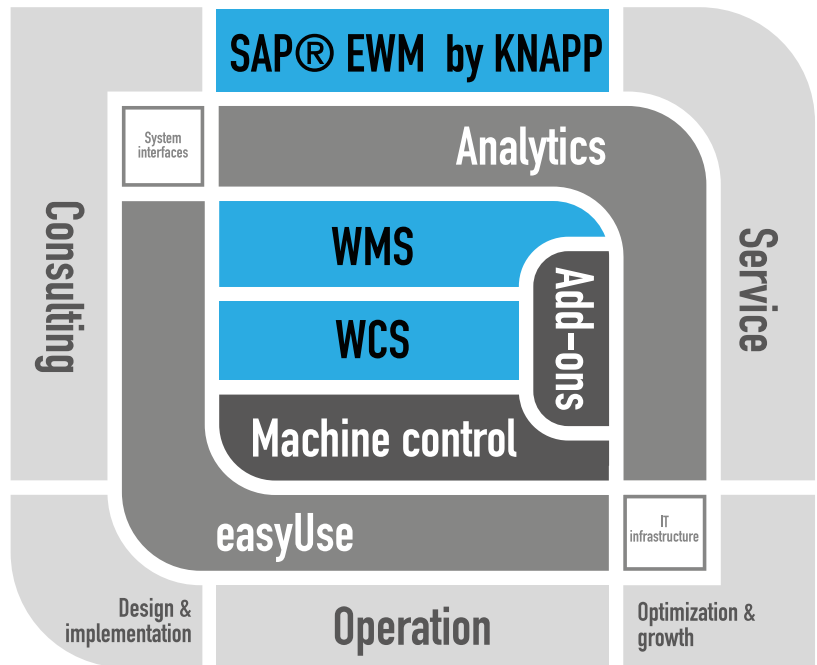 SAP® EWM by KNAPP
System
interfaces
Analytics
Consulting
WMS
Service
Add-ons
WCS
Machine control
easyUse
IT
infrastructure
Design &
implementation
Operation
Optimization &
growth